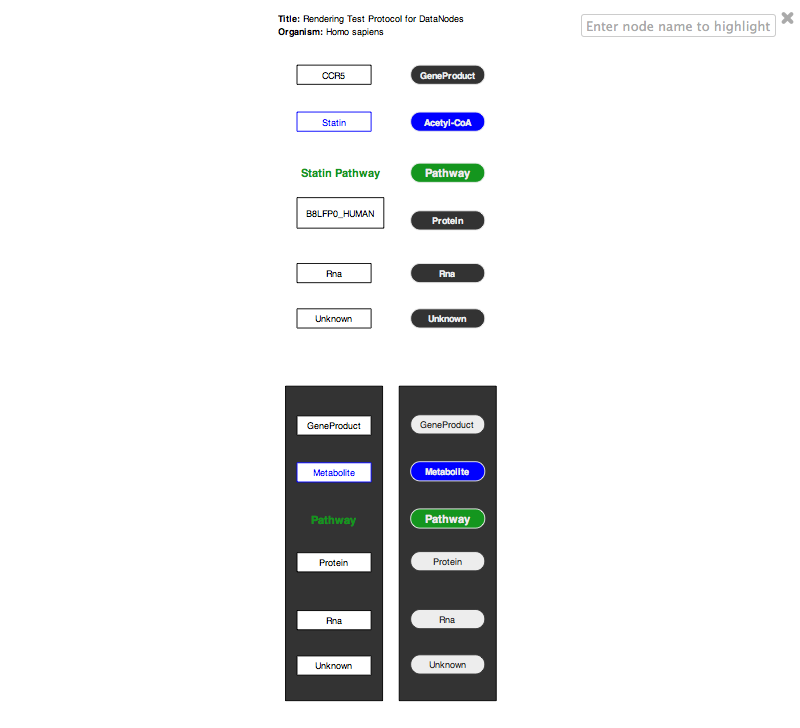 Title: Rendering Test Protocol for DataNodes
Organism: Homo sapiens
Enter node name to highlight
CCR5
GeneProduct
Statin
Acetyl-CoA
Statin Pathway
Pathway
B8LFP0_HUMAN
Protein
Rna
Rna
Unknown
Unknown
GeneProduct
GeneProduct
Metabolite
Metabolite
Pathway
Pathway
Protein
Protein
Rna
Rna
Unknown
Unknown